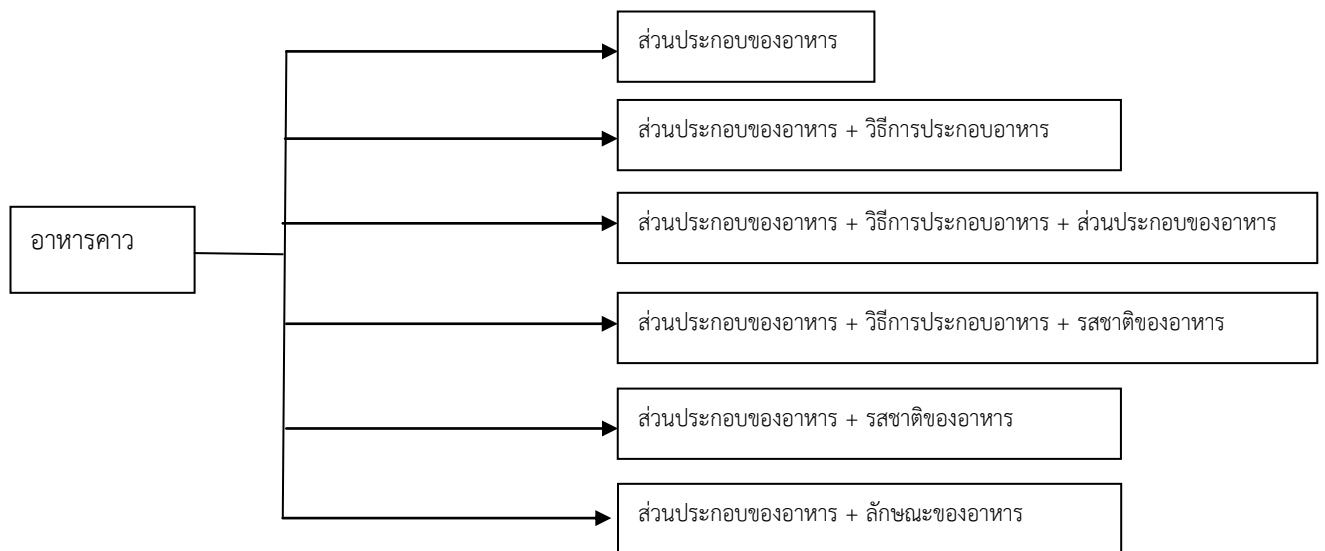 ส่วนประกอบของอาหาร
ส่วนประกอบของอาหาร + วิธีการประกอบอาหาร
ส่วนประกอบของอาหาร + วิธีการประกอบอาหาร + ส่วนประกอบของอาหาร
อาหารคาว
ส่วนประกอบของอาหาร + วิธีการประกอบอาหาร + รสชาติของอาหาร
ส่วนประกอบของอาหาร + รสชาติของอาหาร
ส่วนประกอบของอาหาร + ลักษณะของอาหาร